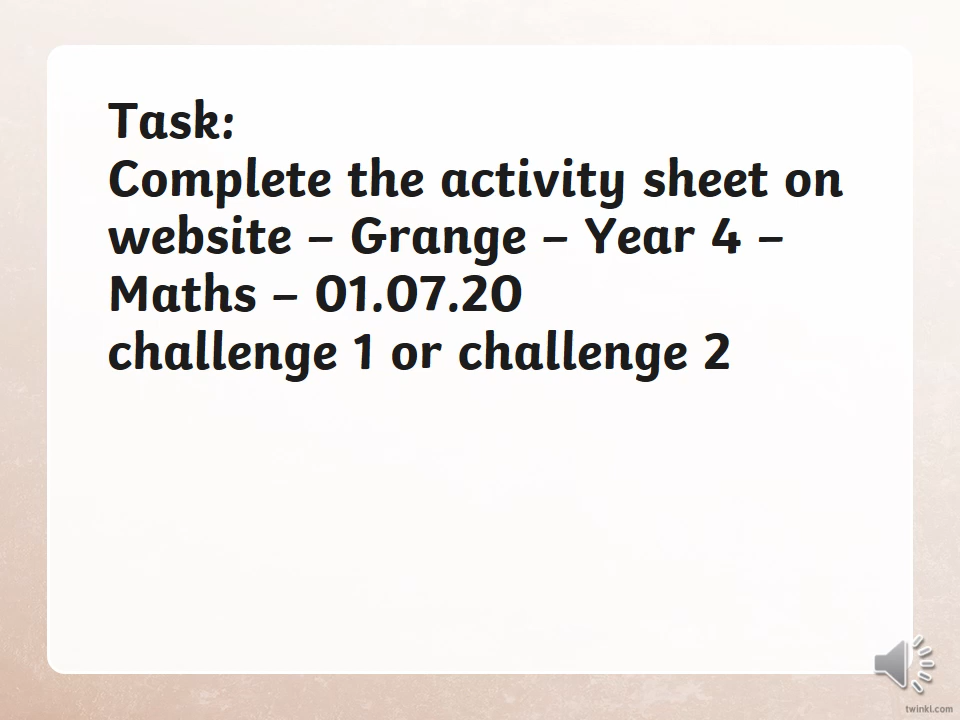 Task:
Complete the activity sheet on
website – Grange – Year 4 –
Maths – 01.07.20
challenge 1 or challenge 2
twinkl.com